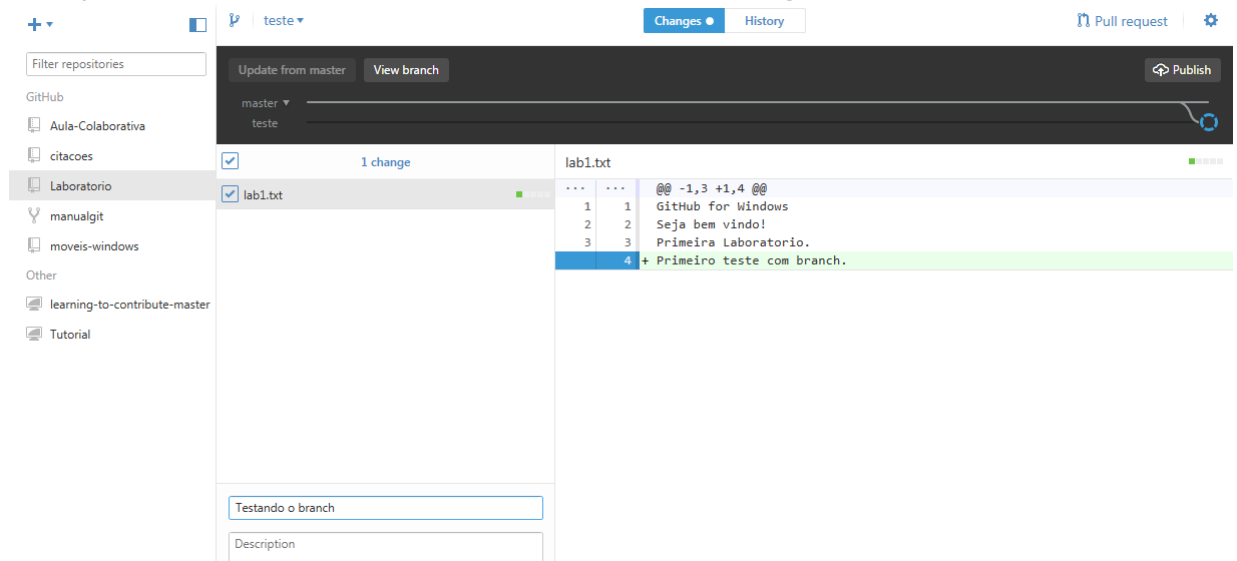 teste
Changes
History
Pull request
Filter repositories
GitHub
Aula-Colaborativa
citacoes
Laboratorio
manualgit
moveis-windows
Other
learning-to-contribute-master
Tutorial
Update from master
View branch
Publish
master
teste
1 change
lab1.txt
Testando o branch
Description
lab1.txt
... ... @@ -1,3 +1,4 @@
1 1 GitHub for Windows
2 2 Seja bem vindo!
3 3 Primeira Laboratorio.
4 + Primeiro teste com branch.